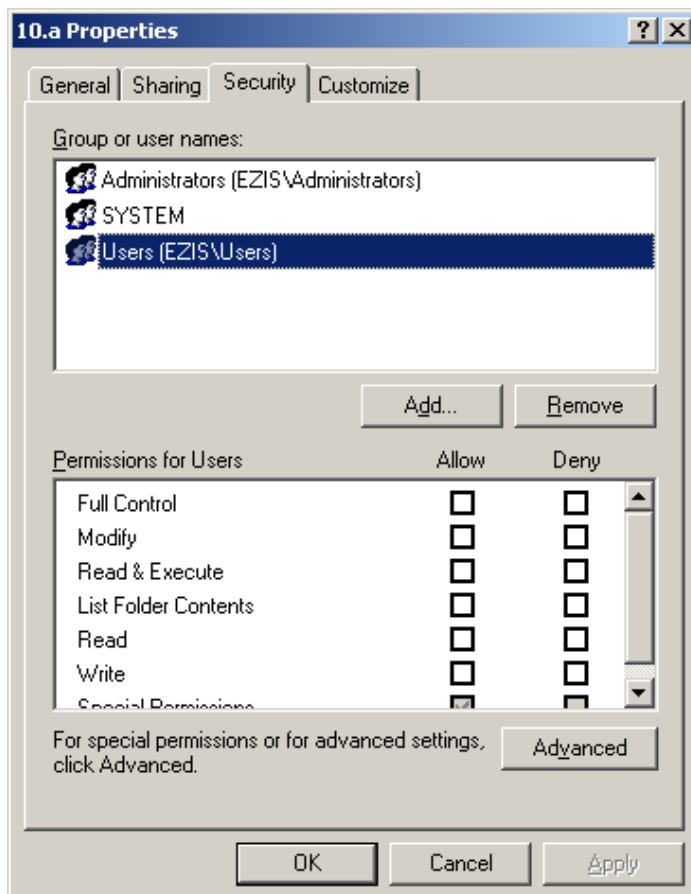 10.a Properties
General Sharing Security Customize
Group or user names:
Administrators (EZIS\Administrators)
SYSTEM
Users (EZIS\Users)
Add... Remove
Permissions for Users Allow Deny
Full Control
Modify
Read & Execute
List Folder Contents
Read
Write
Special Permissions
For special permissions or for advanced settings,
click Advanced.
Advanced
OK Cancel Apply